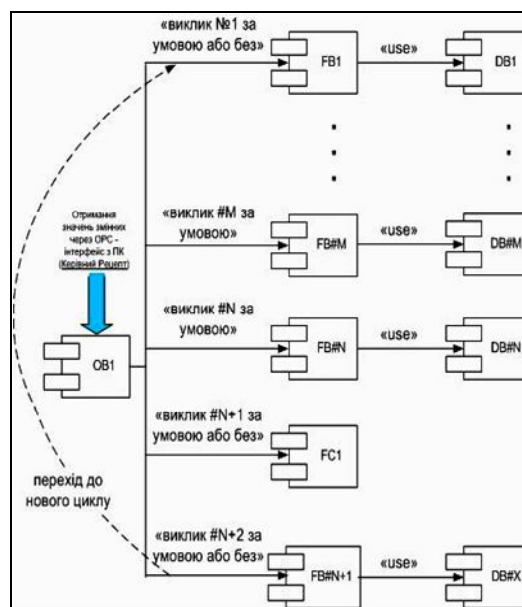 «виклик №1 за
умовою або без»
FB1
«use»
DB1
«виклик #M за
умовою»
FB#M
«use»
DB#M
Отримання
значень змінних
через OPC -
інтерфейс з ПК
(Керівний Рецепт)
«виклик #N за
умовою»
FB#N
«use»
DB#N
OB1
«виклик #N+1 за
умовою або без»
FC1
перехід до
нового циклу
«виклик #N+2 за
умовою або без»
FB#N+1
«use»
DB#X